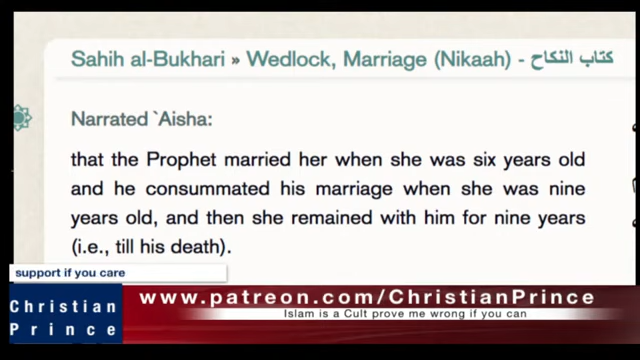 Sahih al-Bukhari » Wedlock, Marriage (Nikaah) - كتاب النكاح
Narrated `Aisha:
that the Prophet married her when she was six years old
and he consummated his marriage when she was nine
years old, and then she remained with him for nine years
(i.e., till his death).
support if you care
Christian
Prince
www.patreon.com/ChristianPrince
Islam is a Cult prove me wrong if you can